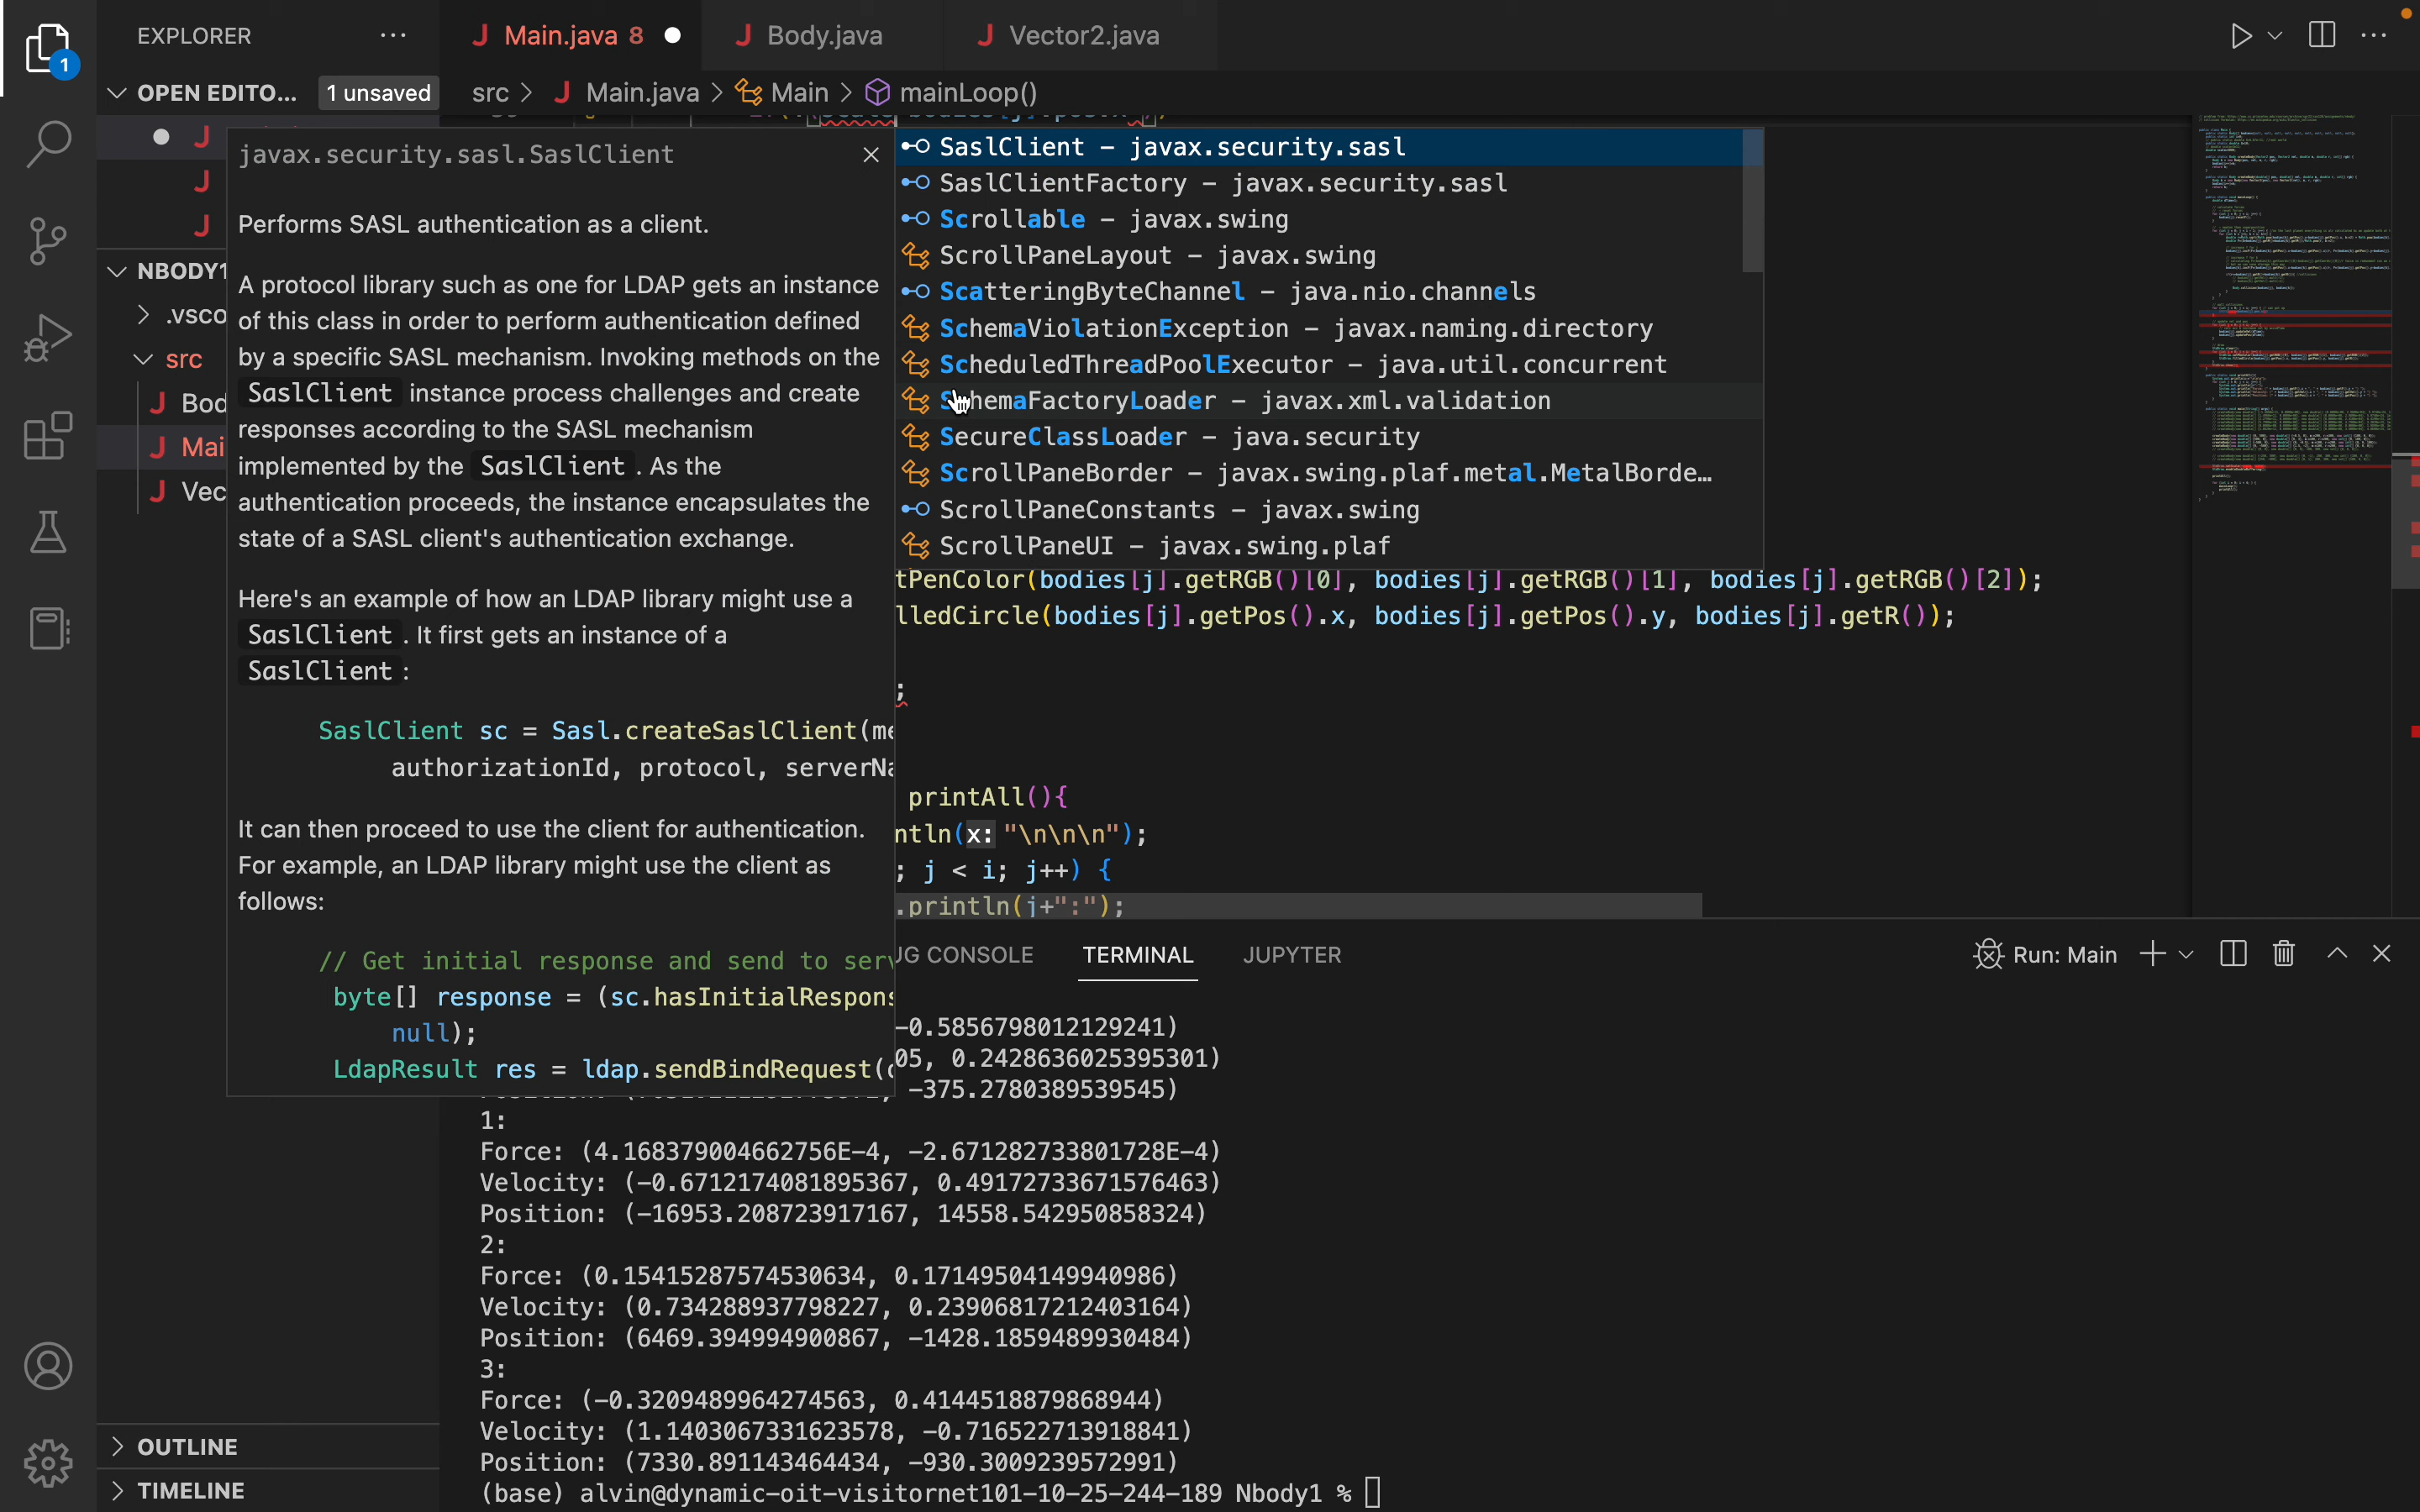 EXPLORER ...
Main.java 8
Body.java
Vector2.java
1
OPEN EDITO... 1 unsaved
src > Main.java > Main > mainLoop()
javax.security.sasl.SaslClient
Performs SASL authentication as a client.
A protocol library such as one for LDAP gets an instance
of this class in order to perform authentication defined
by a specific SASL mechanism. Invoking methods on the
SaslClient instance process challenges and create
responses according to the SASL mechanism
implemented by the SaslClient. As the
authentication proceeds, the instance encapsulates the
state of a SASL client's authentication exchange.
Here's an example of how an LDAP library might use a
SaslClient. It first gets an instance of a
SaslClient:
SaslClient sc = Sasl.createSaslClient(me
authorizationId, protocol, serverNa
It can then proceed to use the client for authentication.
For example, an LDAP library might use the client as
follows:
// Get initial response and send to serv
byte[] response = (sc.hasInitialRespons
null);
LdapResult res = ldap.sendBindRequest(
SaslClient – javax.security.sasl
SaslClientFactory – javax.security.sasl
Scrollable – javax.swing
ScrollPaneLayout – javax.swing
ScatteringByteChannel – java.nio.channels
SchemaViolationException – javax.naming.directory
ScheduledThreadPoolExecutor – java.util.concurrent
SchemaFactoryLoader – javax.xml.validation
SecureClassLoader – java.security
ScrollPaneBorder – javax.swing.plaf.metal.MetalBorde...
ScrollPaneConstants – javax.swing
ScrollPaneUI – javax.swing.plaf
NBODY1
.vsco
src
Bod
Mai
Vec
tPenColor(bodies[j].getRGB()[0], bodies[j].getRGB()[1], bodies[j].getRGB()[2]);
lledCircle(bodies[j].getPos().x, bodies[j].getPos().y, bodies[j].getR());
;
printAll(){
ntln(x: "\n\n\n");
; j < i; j++) {
.println(j+":");
UG CONSOLE
TERMINAL
JUPYTER
Run: Main
-0.5856798012129241)
05, 0.2428636025395301)
, -375.2780389539545)
1:
Force: (4.168379004662756E-4, -2.671282733801728E-4)
Velocity: (-0.6712174081895367, 0.49172733671576463)
Position: (-16953.208723917167, 14558.542950858324)
2:
Force: (0.15415287574530634, 0.17149504149940986)
Velocity: (0.734288937798227, 0.23906817212403164)
Position: (6469.394994900867, -1428.1859489930484)
3:
Force: (-0.3209489964274563, 0.4144518879868944)
Velocity: (1.1403067331623578, -0.716522713918841)
Position: (7330.891143464434, -930.3009239572991)
(base) alvin@dynamic-oit-visitornet101-10-25-244-189 Nbody1 %
OUTLINE
TIMELINE